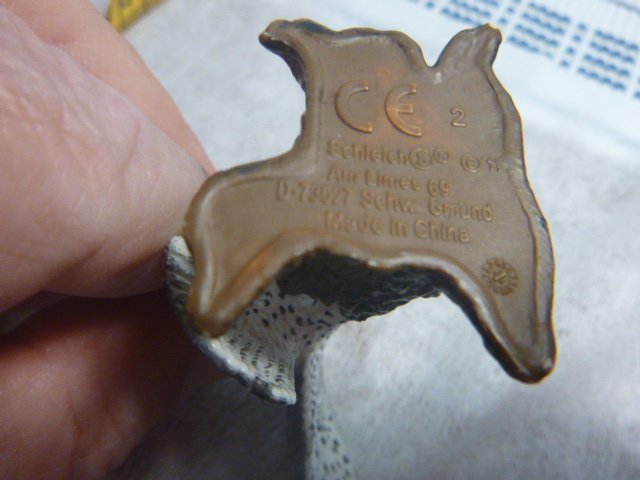 CE 2
Schleich S ®
Am Limes 69
D-73527 Schw. Gmünd
Made in China